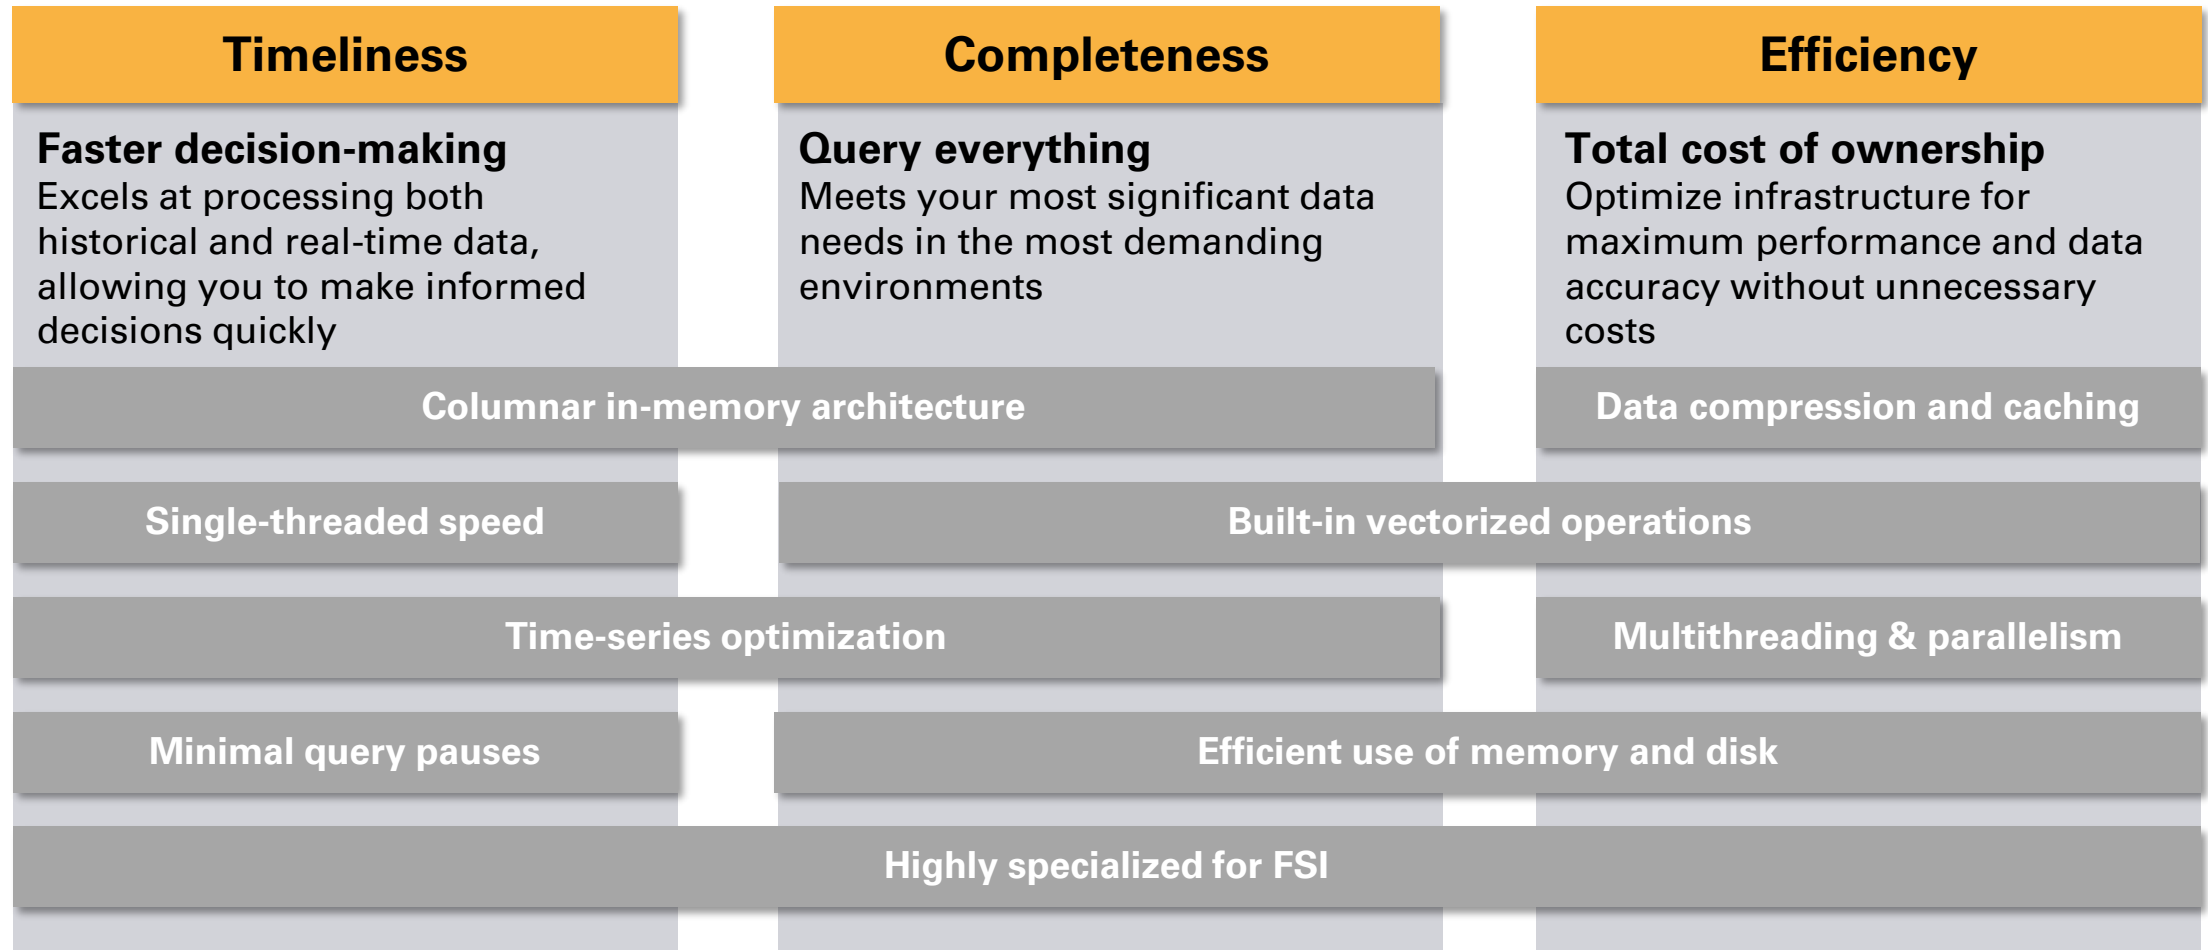 Timeliness
Faster decision-making
Excels at processing both
historical and real-time data,
allowing you to make informed
decisions quickly
Completeness
Query everything
Meets your most significant data
needs in the most demanding
environments
Efficiency
Total cost of ownership
Optimize infrastructure for
maximum performance and data
accuracy without unnecessary
costs
Columnar in-memory architecture
Data compression and caching
Single-threaded speed
Built-in vectorized operations
Time-series optimization
Multithreading & parallelism
Minimal query pauses
Efficient use of memory and disk
Highly specialized for FSI